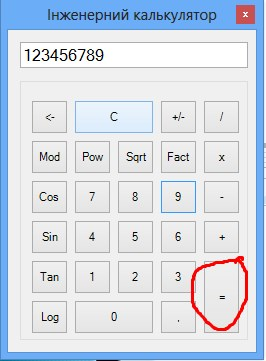 Інженерний калькулятор x
123456789
<- C +/- /
Mod Pow Sqrt Fact x
Cos 7 8 9 -
Sin 4 5 6 +
Tan 1 2 3 =
Log 0 ,